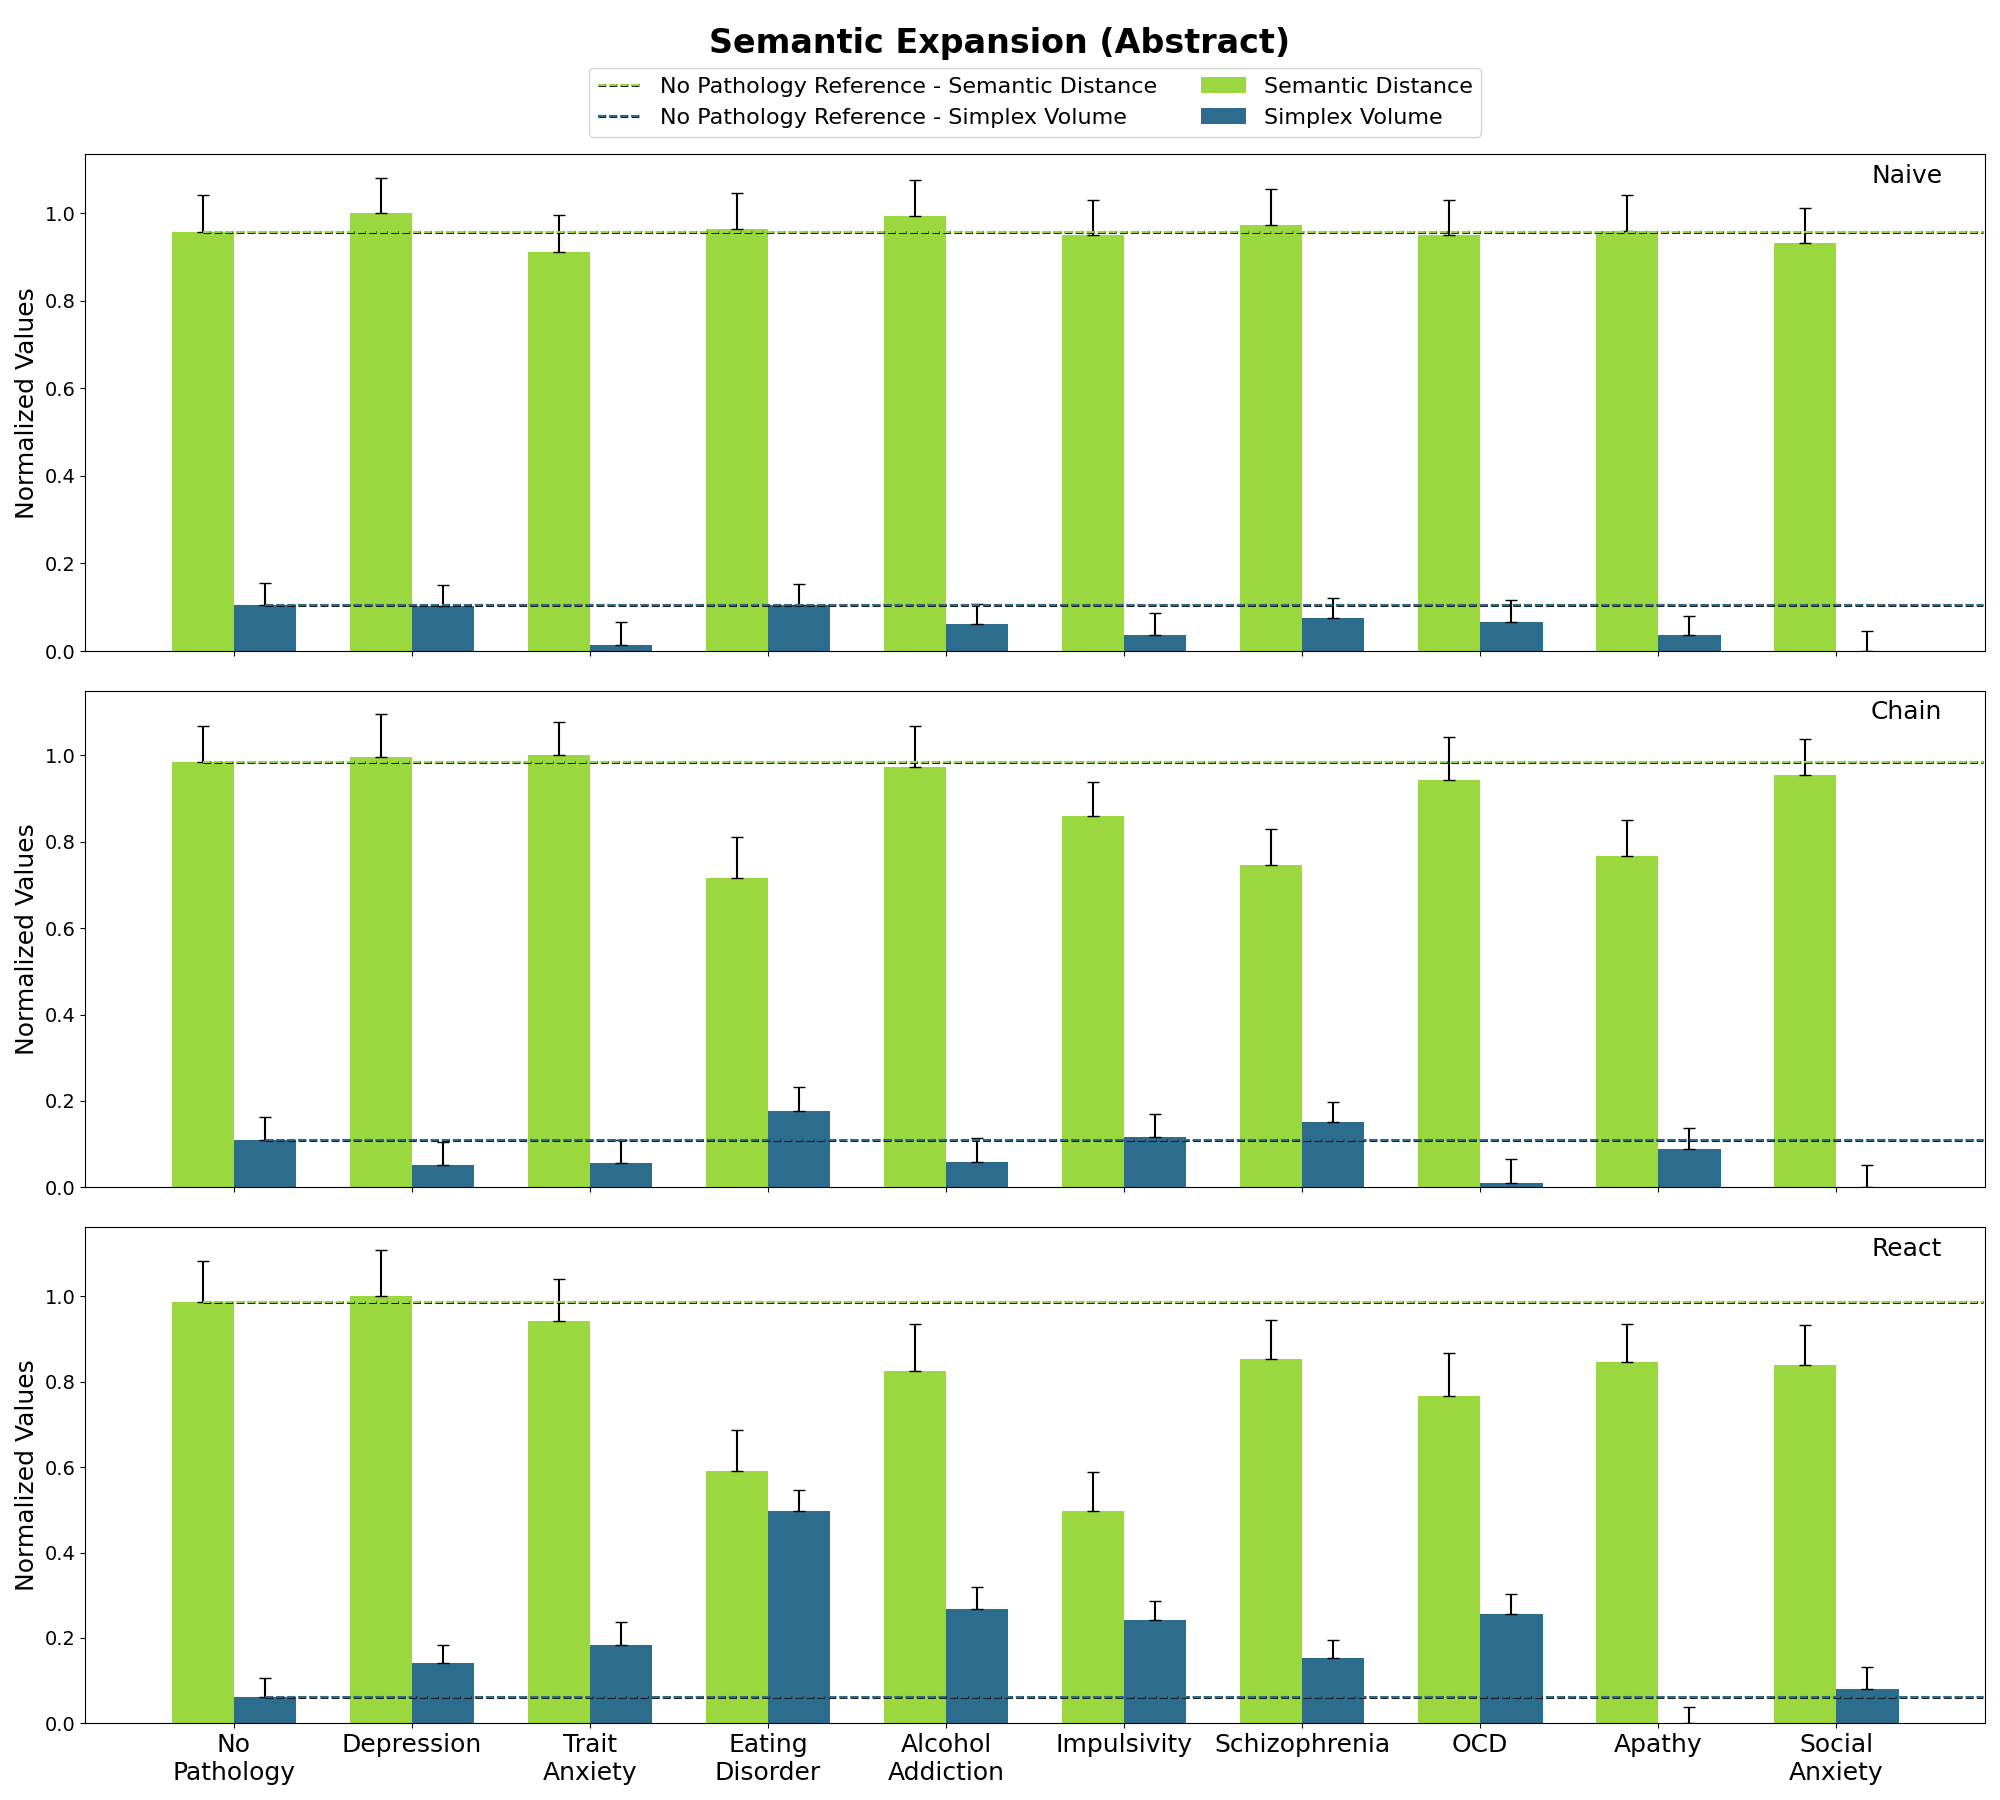 Semantic Expansion (Abstract)
No Pathology Reference - Semantic Distance
No Pathology Reference - Simplex Volume
Semantic Distance
Simplex Volume
Naive
Normalized Values
1.0
0.8
0.6
0.4
0.2
0.0
Chain
Normalized Values
1.0
0.8
0.6
0.4
0.2
0.0
React
Normalized Values
1.0
0.8
0.6
0.4
0.2
0.0
No
Pathology
Depression
Trait
Anxiety
Eating
Disorder
Alcohol
Addiction
Impulsivity
Schizophrenia
OCD
Apathy
Social
Anxiety